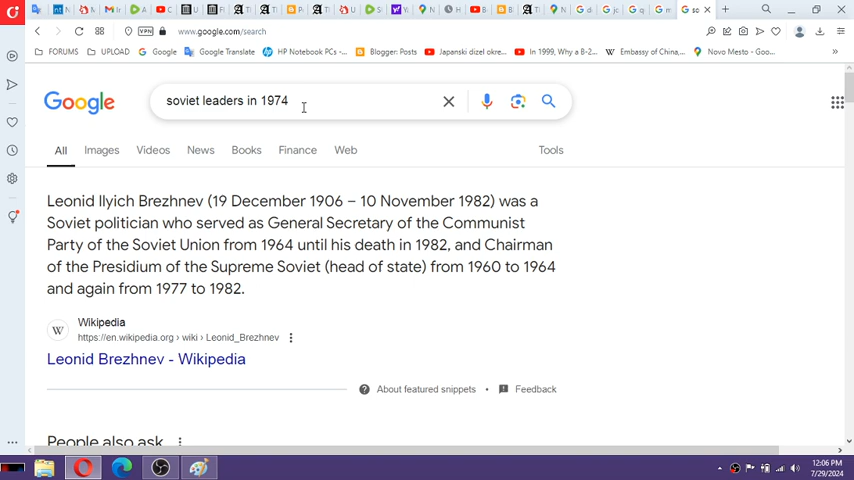 www.google.com/search
FORUMS
UPLOAD
Google
Google Translate
HP Notebook PCs -...
Blogger: Posts
Japanski dizel okre...
In 1999, Why a B-2...
Embassy of China,...
Novo Mesto - Goo...
Google
soviet leaders in 1974
All
Images
Videos
News
Books
Finance
Web
Tools
Leonid Ilyich Brezhnev (19 December 1906 – 10 November 1982) was a
Soviet politician who served as General Secretary of the Communist
Party of the Soviet Union from 1964 until his death in 1982, and Chairman
of the Presidium of the Supreme Soviet (head of state) from 1960 to 1964
and again from 1977 to 1982.
Wikipedia
https://en.wikipedia.org › wiki › Leonid_Brezhnev
Leonid Brezhnev - Wikipedia
About featured snippets
Feedback
People also ask
12:06 PM
7/29/2024